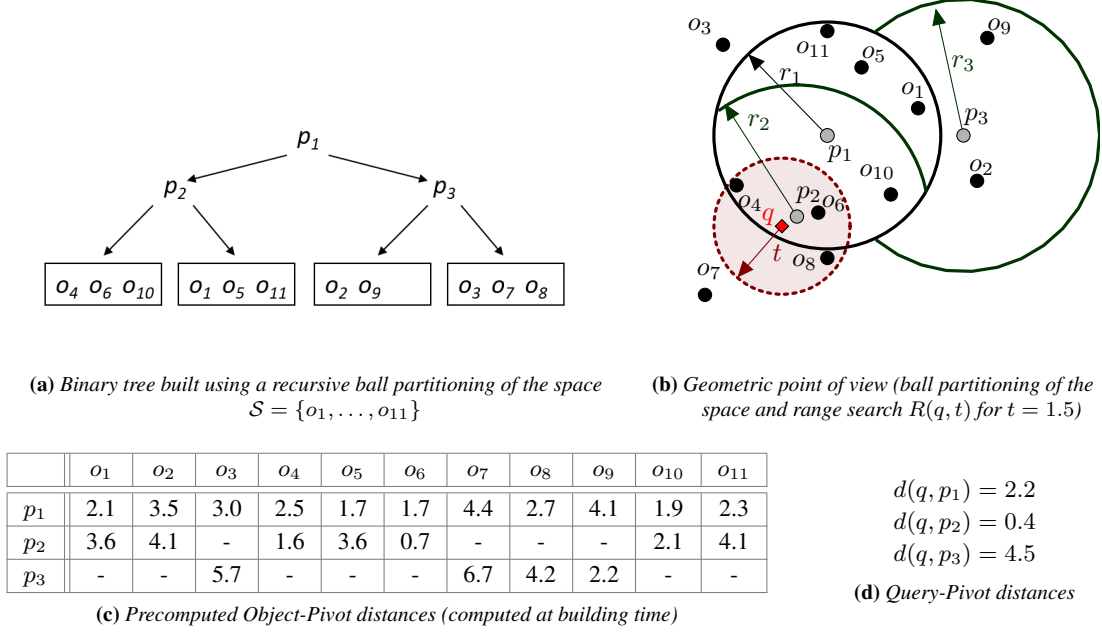 p1
p2
p3
o4 o6 o10
o1 o5 o11
o2 o9
o3 o7 o8
(a) Binary tree built using a recursive ball partitioning of the space
S = {o1, . . . , o11}
o3
o11
o5
o9
r1
r3
o1
r2
p1
p3
o10
o2
o4
p2
o6
q
t
o8
o7
(b) Geometric point of view (ball partitioning of the
space and range search R(q, t) for t = 1.5)
o1 o2 o3 o4 o5 o6 o7 o8 o9 o10 o11
p1 2.1 3.5 3.0 2.5 1.7 1.7 4.4 2.7 4.1 1.9 2.3
p2 3.6 4.1 - 1.6 3.6 0.7 - - - 2.1 4.1
p3 - - 5.7 - - - 6.7 4.2 2.2 - -
(c) Precomputed Object-Pivot distances (computed at building time)
d(q, p1) = 2.2
d(q, p2) = 0.4
d(q, p3) = 4.5
(d) Query-Pivot distances